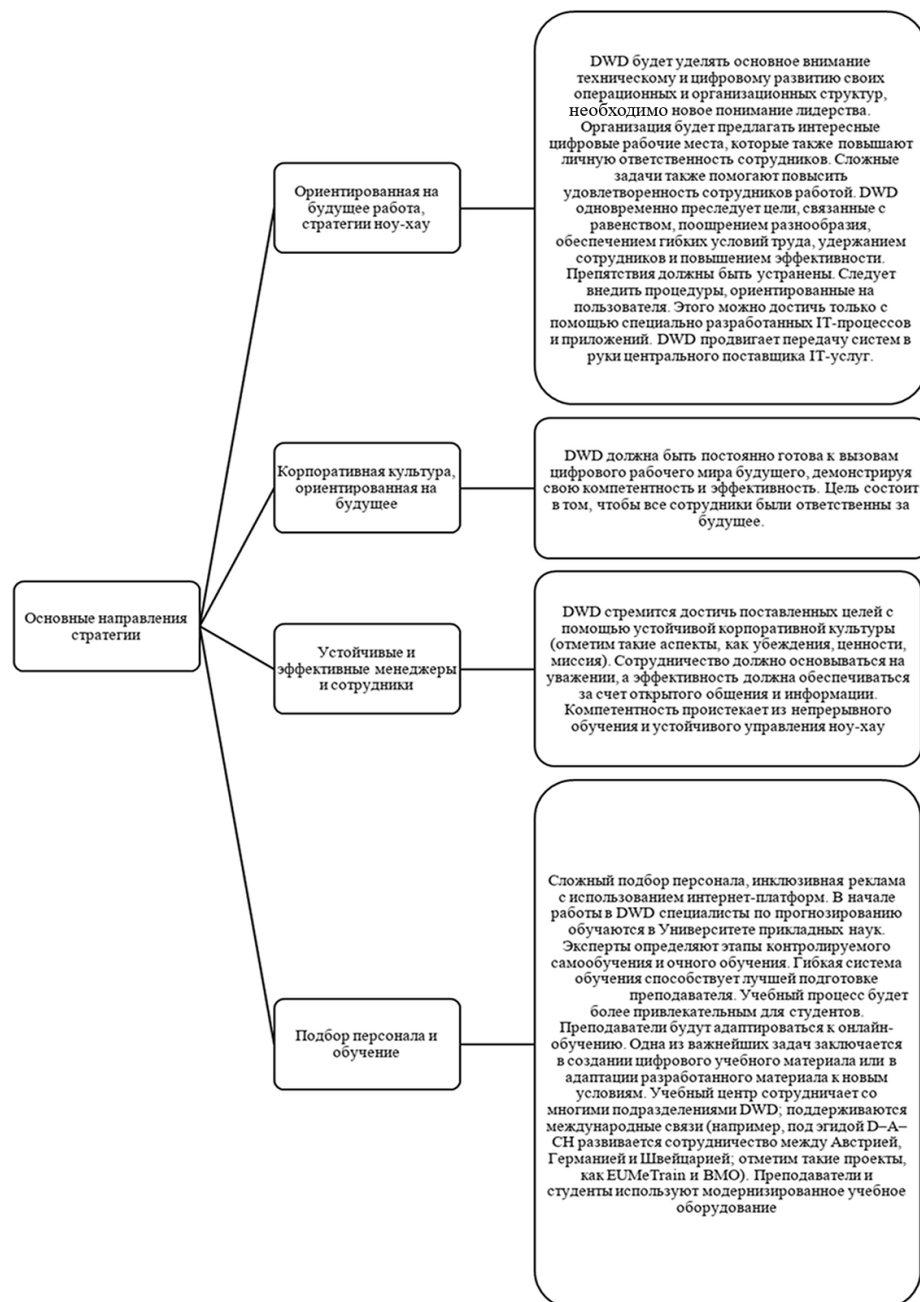 Основные направления
стратегии
Ориентированная на
будущее работа,
стратегии ноу-хау
DWD будет уделять основное внимание
техническому и цифровому развитию своих
операционных и организационных структур,
необходимо новое понимание лидерства.
Организация будет предлагать интересные
цифровые рабочие места, которые также повышают
личную ответственность сотрудников. Сложные
задачи также помогают повысить
удовлетворенность сотрудников работой. DWD
одновременно преследует цели, связанные с
равенством, поощрением разнообразия,
обеспечением гибких условий труда, удержанием
сотрудников и повышением эффективности.
Препятствия должны быть устранены. Следует
внедить процедуры, ориентированные на
пользователя. Этого можно достичь только с
помощью специально разработанных IT-процессов
и приложений. DWD продвигает передачу систем в
руки центрального поставщика IT-услуг.
Корпоративная культура,
ориентированная на
будущее
DWD должна быть постоянно готова к вызовам
цифрового рабочего мира будущего, демонстрируя
свою компетентность и эффективность. Цель состоит
в том, чтобы все сотрудники были ответственны за
будущее.
Устойчивые и
эффективные менеджеры
и сотрудники
DWD стремится достичь поставленных целей с
помощью устойчивой корпоративной культуры
(отметим такие аспекты, как убеждения, ценности,
миссия). Сотрудничество должно основываться на
уважении, а эффективность должна обеспечиваться
за счет открытого общения и информации.
Компетентность проистекает из непрерывного
обучения и устойчивого управления ноу-хау
Подбор персонала и
обучение
Сложный подбор персонала, инклюзивная реклама
с использованием интернет-платформ. В начале
работы в DWD специалисты по прогнозированию
обучаются в Университете прикладных наук.
Эксперты определяют этапы контролируемого
самообучения и очного обучения. Гибкая система
обучения способствует лучшей подготовке
преподавателя. Учебный процесс будет
более привлекательным для студентов.
Преподаватели будут адаптироваться к онлайн-
обучению. Одна из важнейших задач заключается
в создании цифрового учебного материала или в
адаптации разработанного материала к новым
условиям. Учебный центр сотрудничает со
многими подразделениями DWD; поддерживаются
международные связи (например, под эгидой D–A–
CH развивается сотрудничество между Австрией,
Германией и Швейцарией; отметим такие проекты,
как EUMeTrain и ВМО). Преподаватели и
студенты используют модернизированное учебное
оборудование